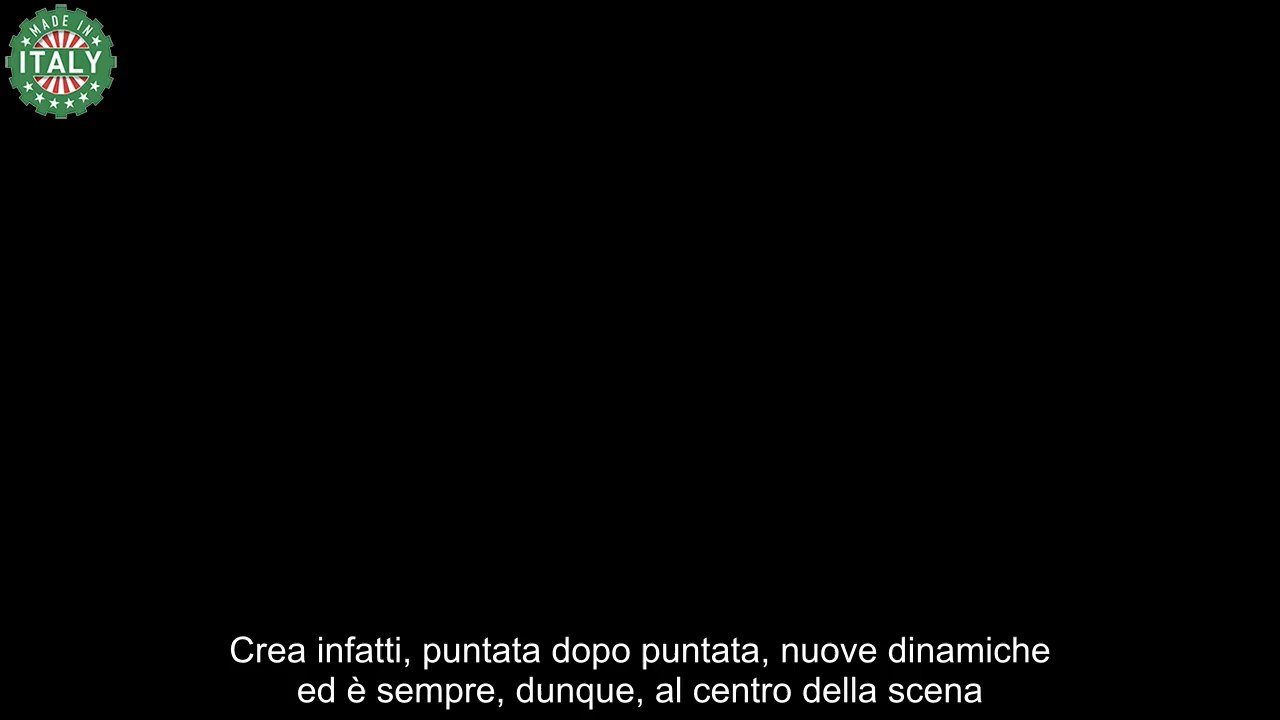 MADE IN
ITALY
Crea infatti, puntata dopo puntata, nuove dinamiche
ed è sempre, dunque, al centro della scena